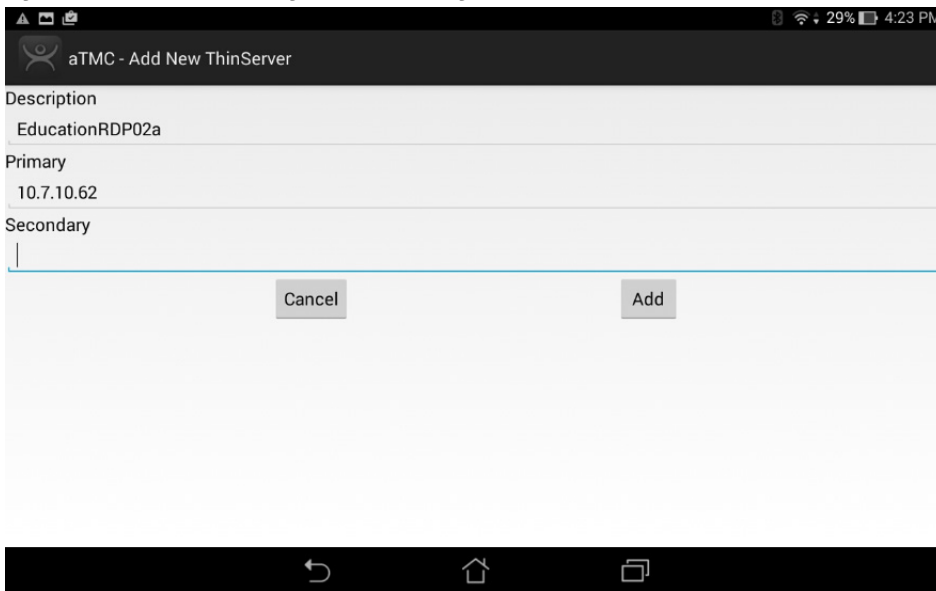 29% 4:23 PM
aTMC - Add New ThinServer
Description
EducationRDP02a
Primary
10.7.10.62
Secondary
Cancel Add